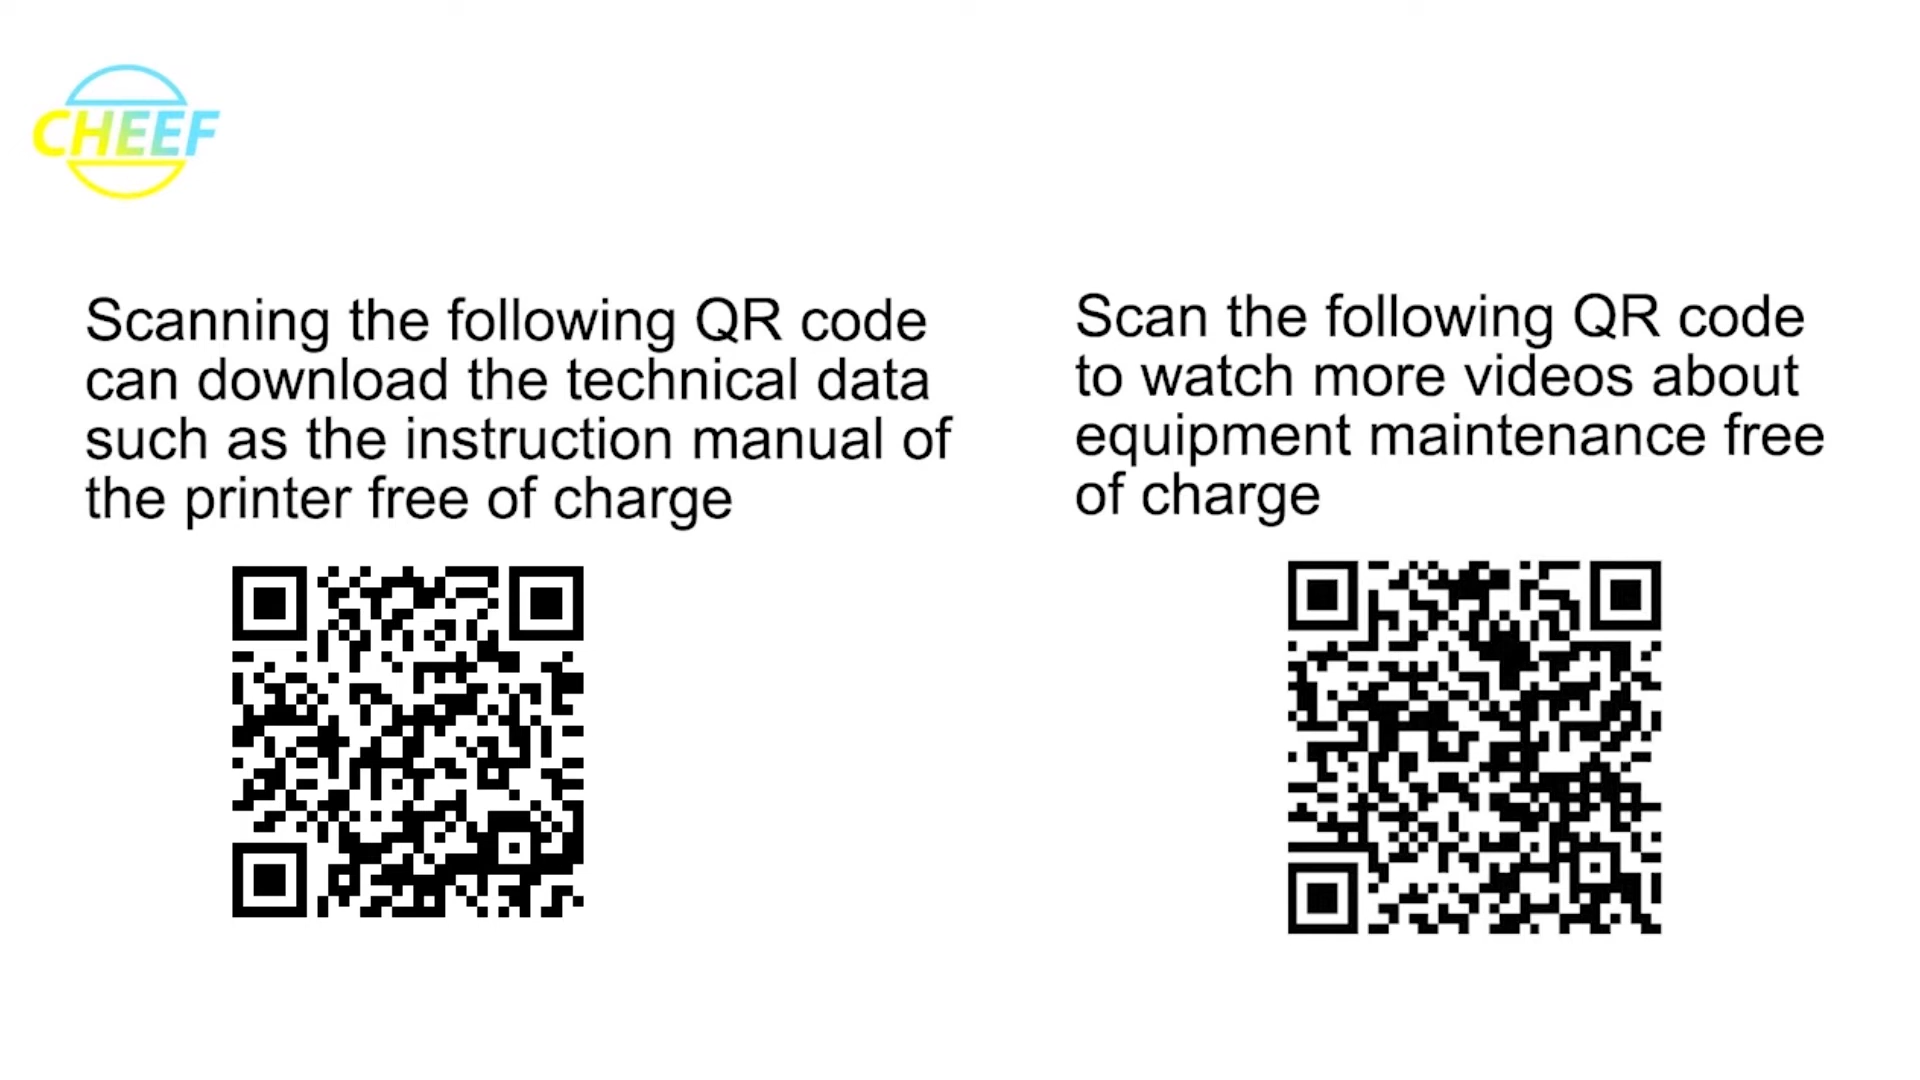 CHEEF
Scanning the following QR code
can download the technical data
such as the instruction manual of
the printer free of charge
Scan the following QR code
to watch more videos about
equipment maintenance free
of charge